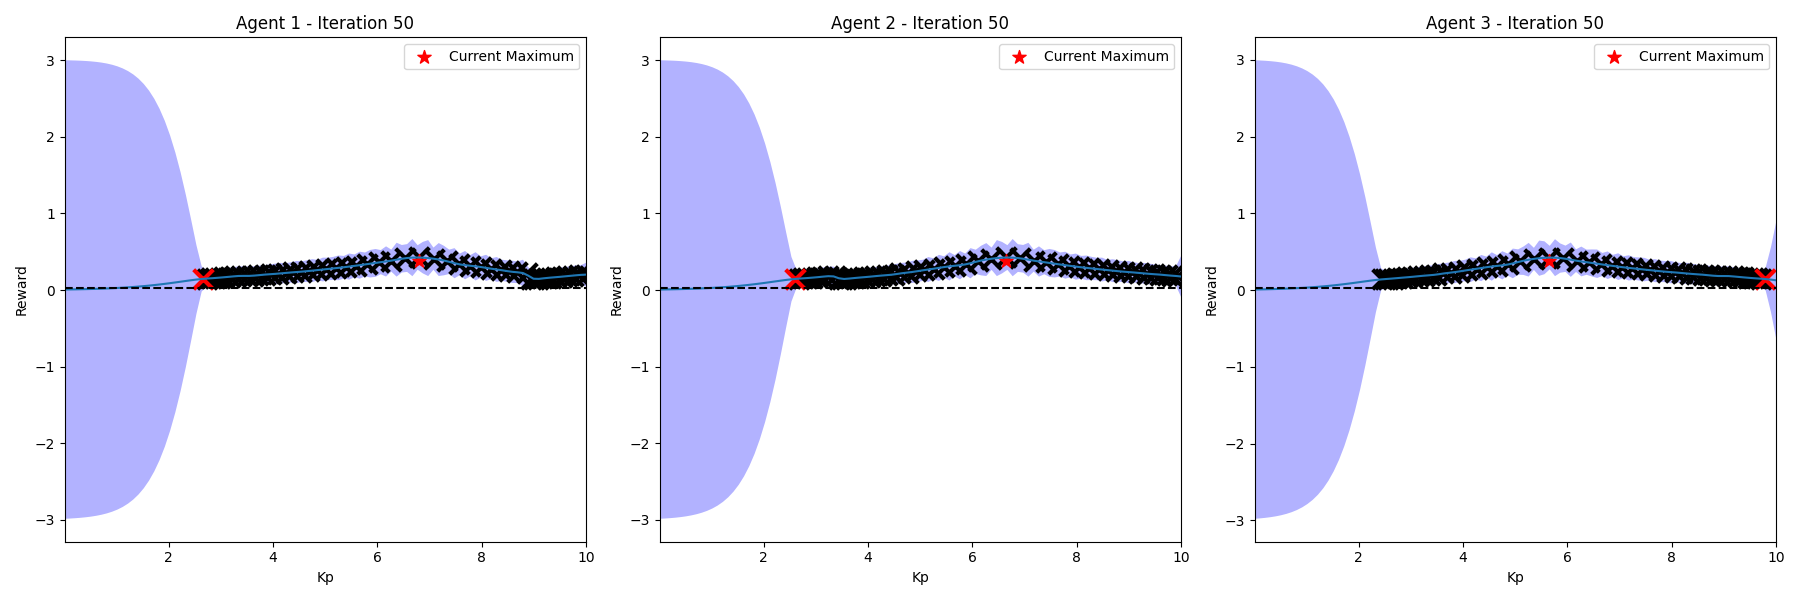 Agent 1 - Iteration 50
Current Maximum
3
2
1
0
−1
−2
−3
Reward
2 4 6 8 10
Kp
Agent 2 - Iteration 50
Current Maximum
3
2
1
0
−1
−2
−3
Reward
2 4 6 8 10
Kp
Agent 3 - Iteration 50
Current Maximum
3
2
1
0
−1
−2
−3
Reward
2 4 6 8 10
Kp